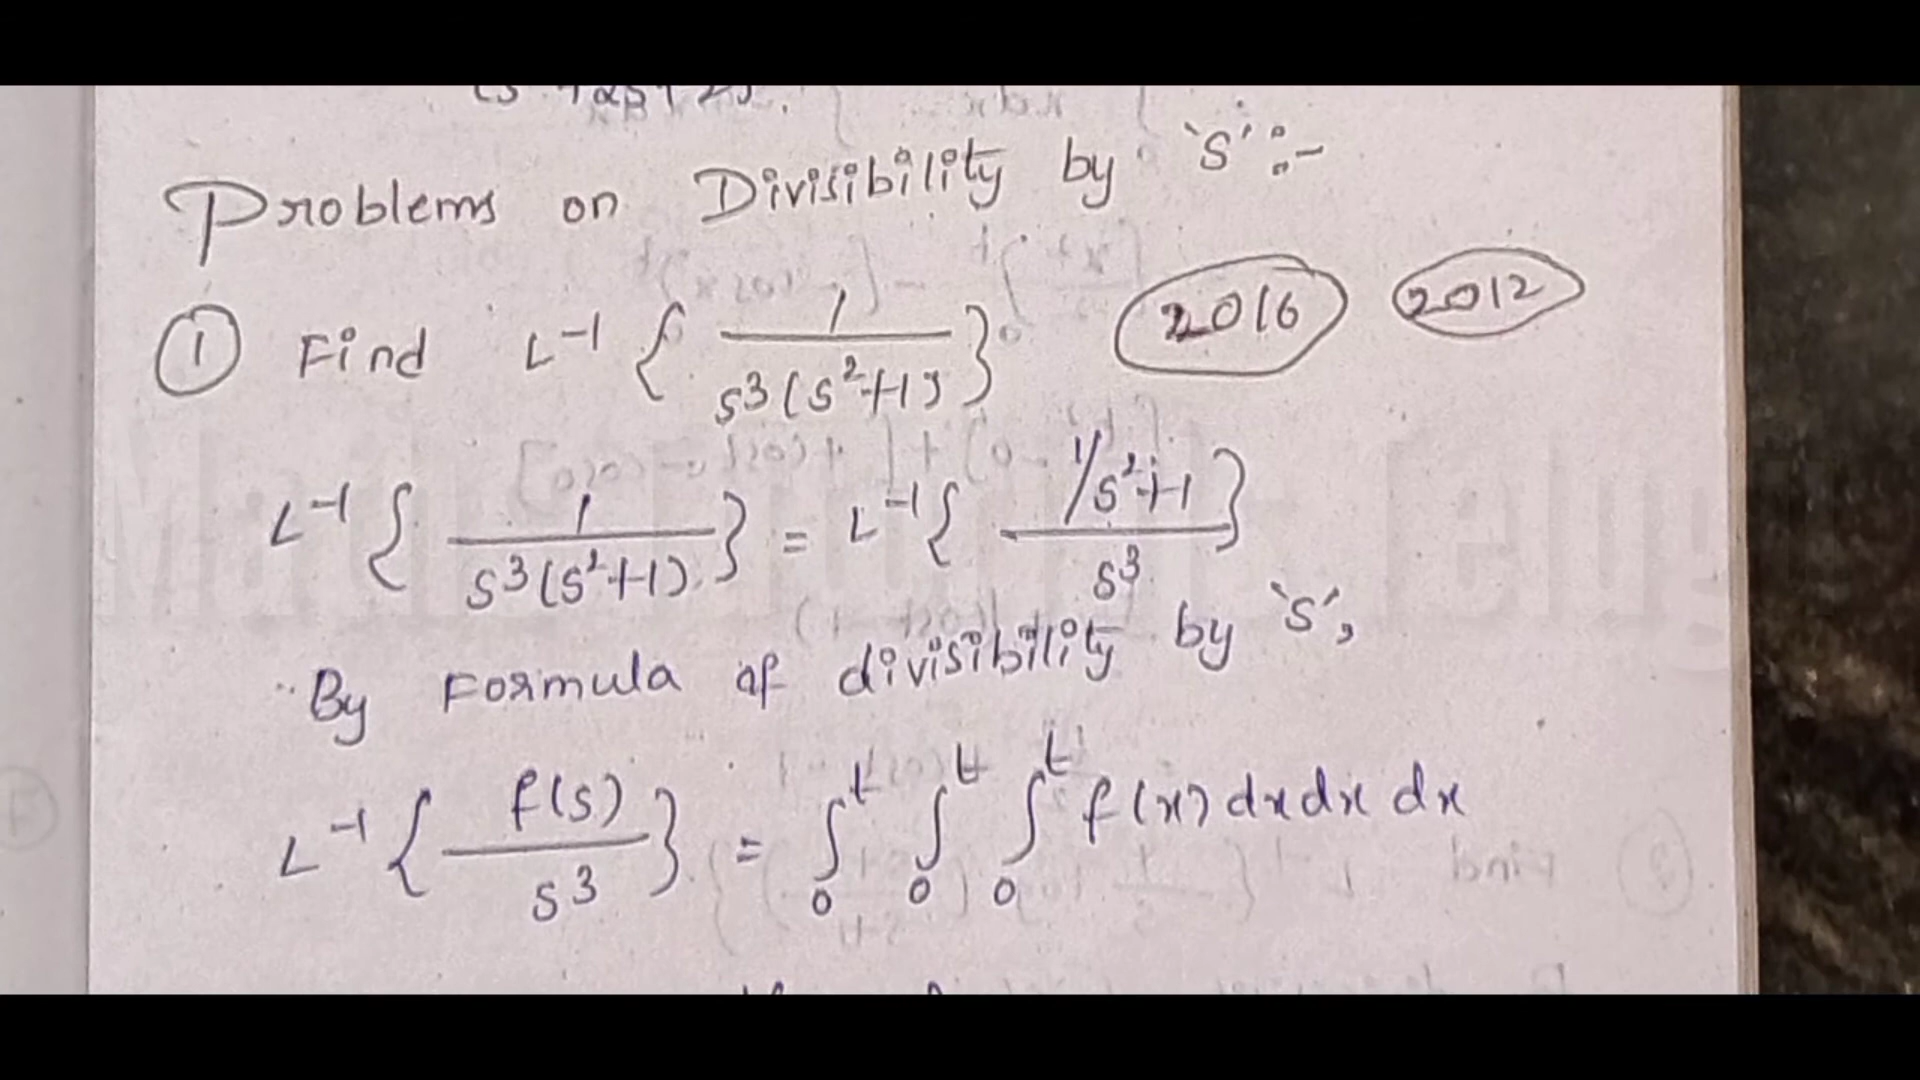 Problems on Divisibility by 's' :-
① Find L⁻¹ { 1 / s³(s²+1) } 2016 2012
L⁻¹ { 1 / s³(s²+1) } = L⁻¹ { 1/s²+1 / s³ }
By Formula of divisibility by 's',
L⁻¹ { f(s) / s³ } = ∫₀ᵗ ∫₀ᵗ ∫₀ᵗ f(x) dx dx dx